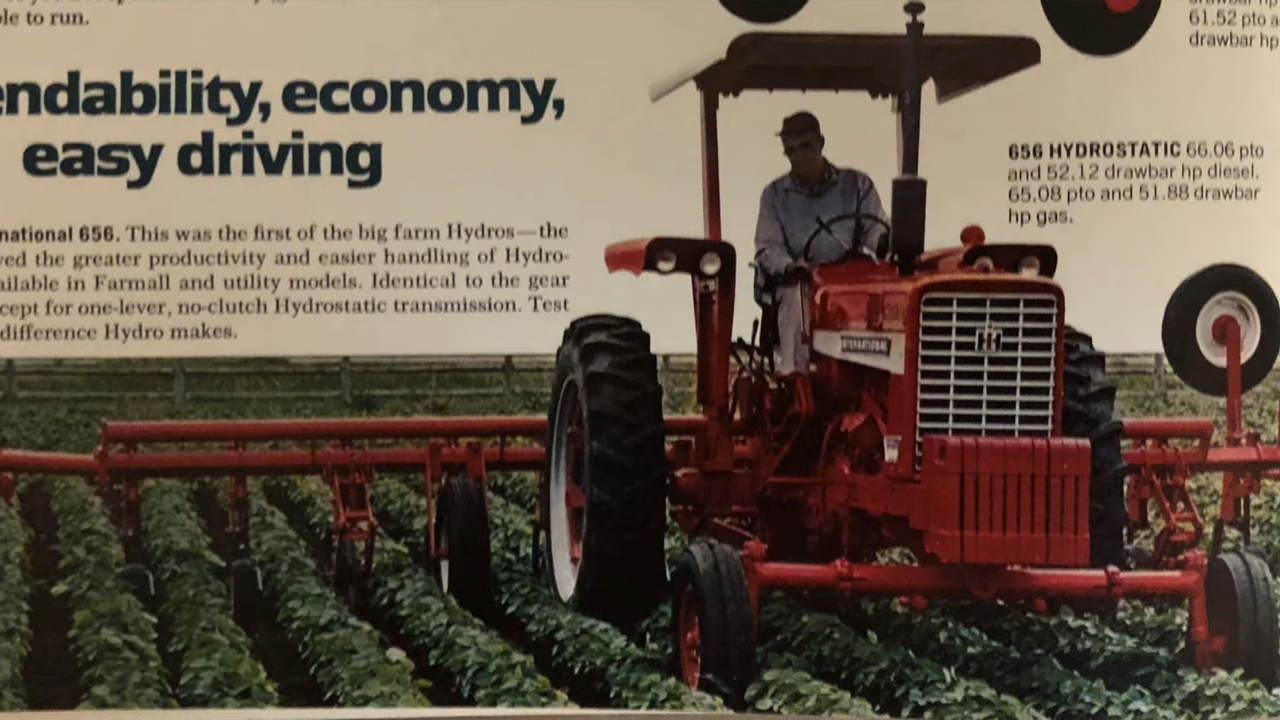 le to run.
61.52 pto a
drawbar hp
ndability, economy,
easy driving
national 656. This was the first of the big farm Hydros—the
ved the greater productivity and easier handling of Hydro-
ailable in Farmall and utility models. Identical to the gear
cept for one-lever, no-clutch Hydrostatic transmission. Test
difference Hydro makes.
656 HYDROSTATIC 66.06 pto
and 52.12 drawbar hp diesel.
65.08 pto and 51.88 drawbar
hp gas.
INTERNATIONAL
IH